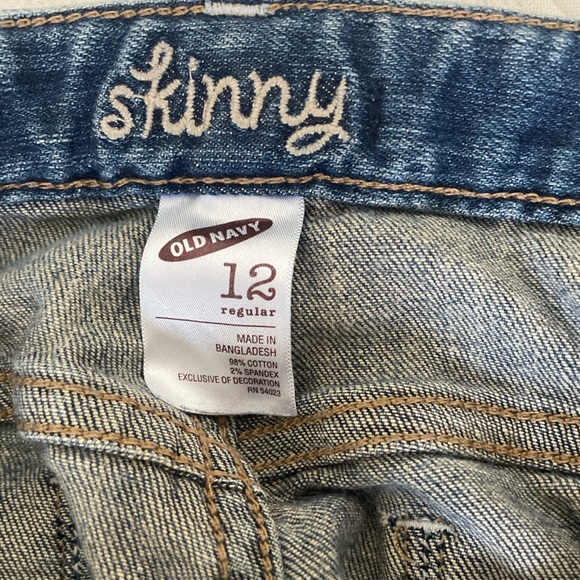 skinny
OLD NAVY
12
regular
MADE IN
BANGLADESH
98% COTTON
2% SPANDEX
EXCLUSIVE OF DECORATION
RN 54023